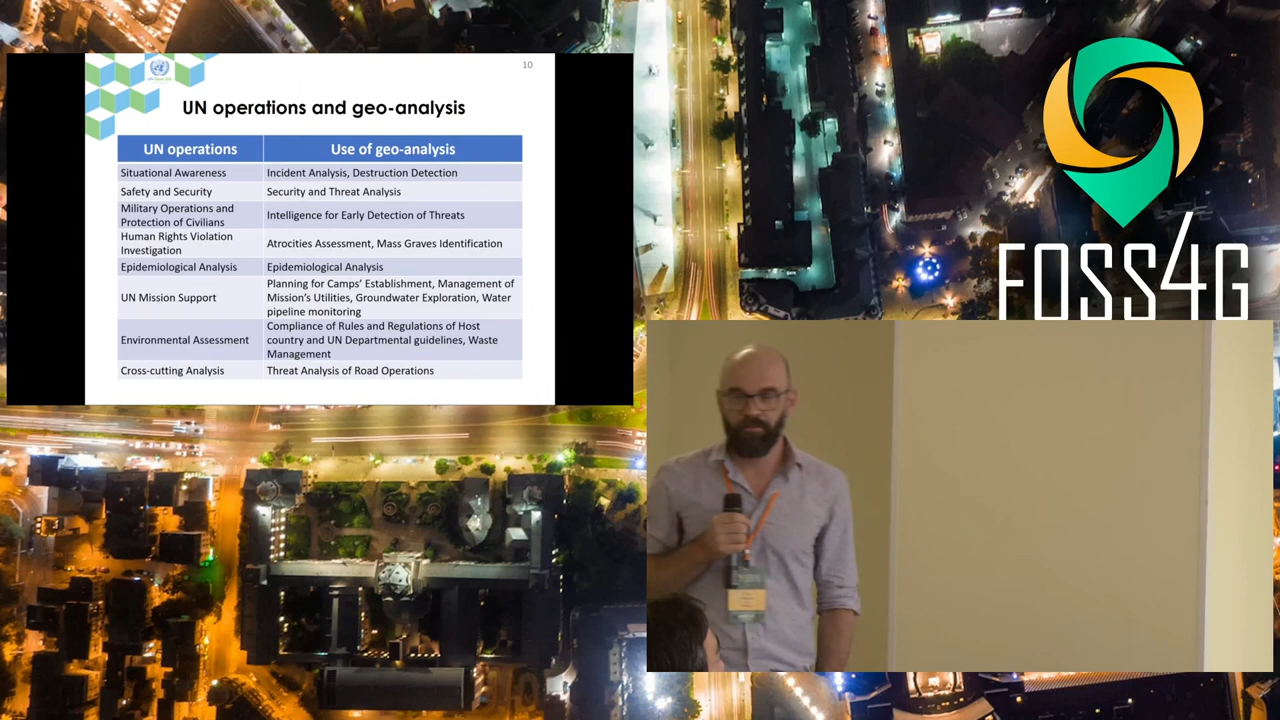 10
UN operations and geo-analysis
UN operations Use of geo-analysis
Situational Awareness Incident Analysis, Destruction Detection
Safety and Security Security and Threat Analysis
Military Operations and
Protection of Civilians
Intelligence for Early Detection of Threats
Human Rights Violation
Investigation
Atrocities Assessment, Mass Graves Identification
Epidemiological Analysis Epidemiological Analysis
UN Mission Support
Planning for Camps' Establishment, Management of
Mission's Utilities, Groundwater Exploration, Water
pipeline monitoring
Environmental Assessment
Compliance of Rules and Regulations of Host
country and UN Departmental guidelines, Waste
Management
Cross-cutting Analysis Threat Analysis of Road Operations
FOSS4G